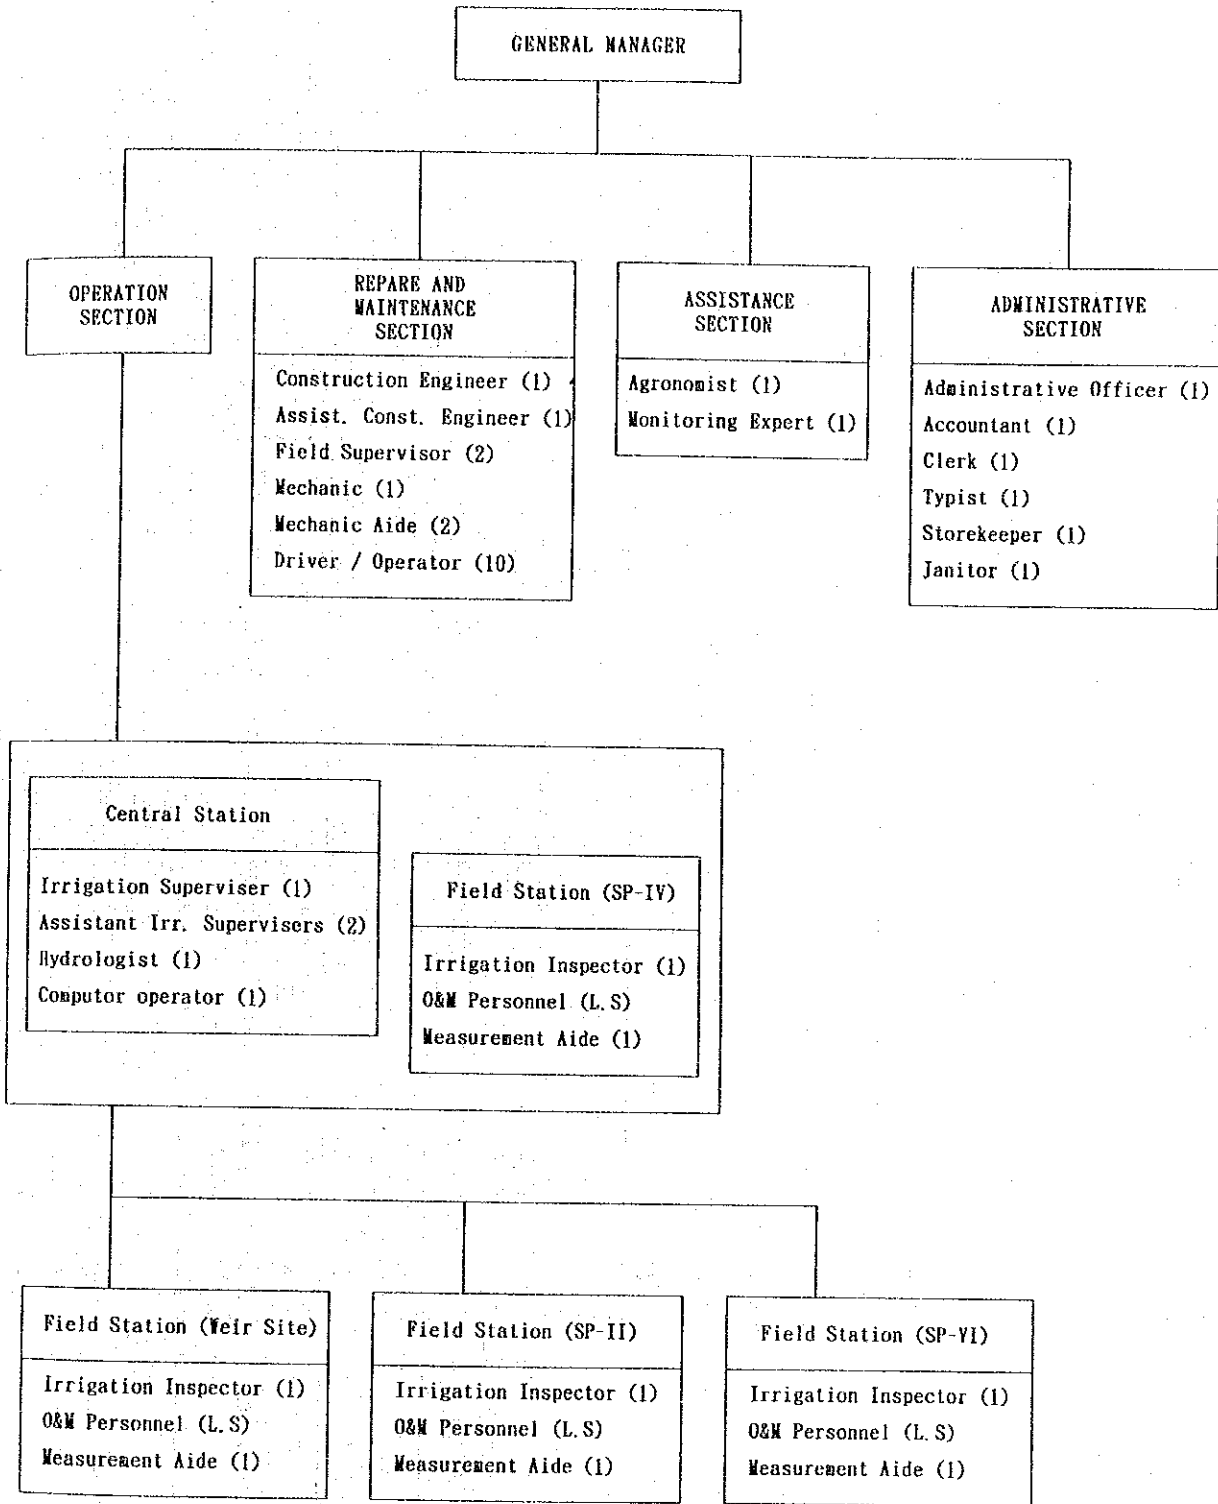 GENERAL MANAGER
OPERATION
SECTION
REPARE AND
MAINTENANCE
SECTION
Construction Engineer (1)
Assist. Const. Engineer (1)
Field Supervisor (2)
Mechanic (1)
Mechanic Aide (2)
Driver / Operator (10)
ASSISTANCE
SECTION
Agronomist (1)
Monitoring Expert (1)
ADMINISTRATIVE
SECTION
Administrative Officer (1)
Accountant (1)
Clerk (1)
Typist (1)
Storekeeper (1)
Janitor (1)
Central Station
Irrigation Superviser (1)
Assistant Irr. Supervisers (2)
Hydrologist (1)
Computor operator (1)
Field Station (SP-IV)
Irrigation Inspector (1)
O&M Personnel (L.S)
Measurement Aide (1)
Field Station (Weir Site)
Irrigation Inspector (1)
O&M Personnel (L.S)
Measurement Aide (1)
Field Station (SP-II)
Irrigation Inspector (1)
O&M Personnel (L.S)
Measurement Aide (1)
Field Station (SP-VI)
Irrigation Inspector (1)
O&M Personnel (L.S)
Measurement Aide (1)